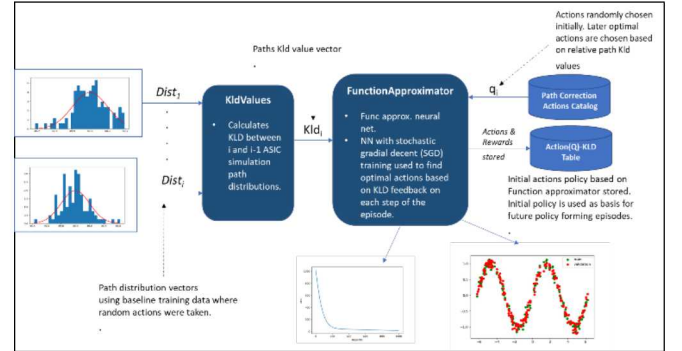 Actions randomly chosen
initially. Later optimal
actions are chosen based
on relative path Kld
values
Paths Kld value vector
.
Dist1
KldValues
• Calculates
KLD between
i and i-1 ASIC
simulation
path
distributions.
Disti
Kldi
FunctionApproximator
• Func approx. neural
net.
• NN with stochastic
gradial decent (SGD)
training used to find
optimal actions based
on KLD feedback on
each step of the
episode.
qi
Path Correction
Actions Catalog
Actions &
Rewards
stored
Action(Q)-KLD
Table
Initial actions policy based on
Function approximator stored.
Initial policy is used as basis for
future policy forming episodes.
.
Path distribution vectors
using baseline training data where
random actions were taken.
.